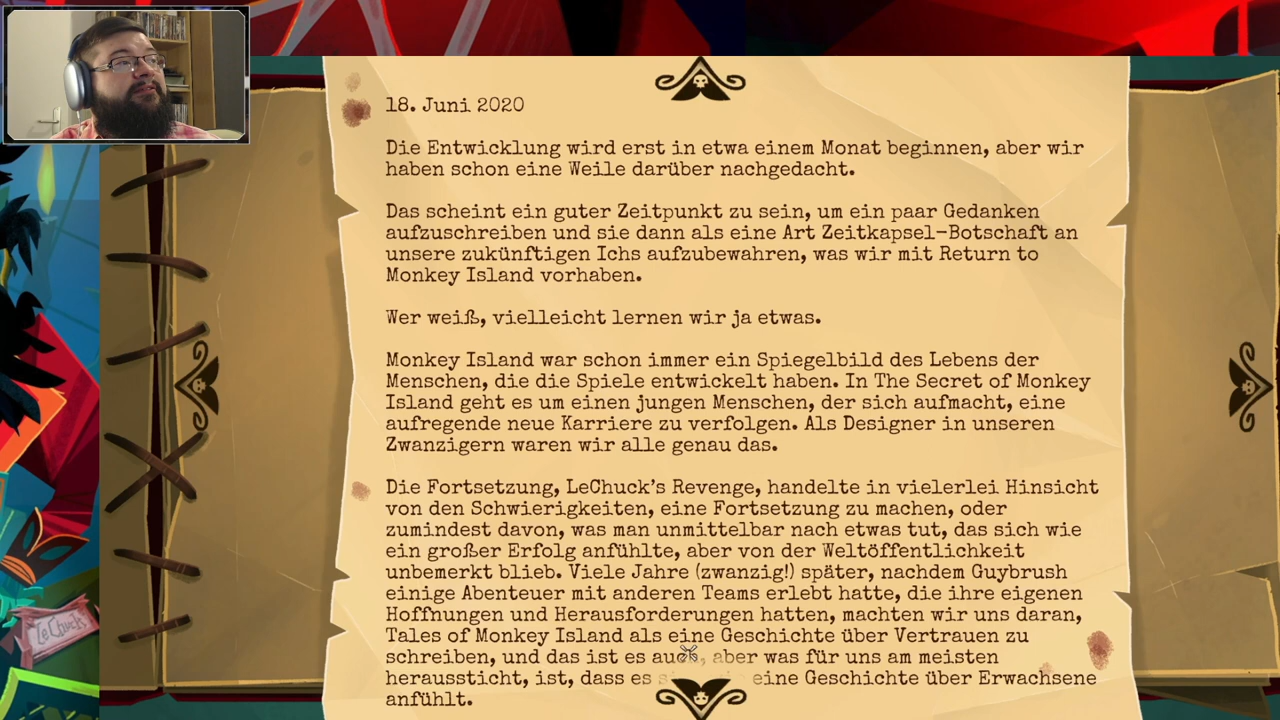 18. Juni 2020
Die Entwicklung wird erst in etwa einem Monat beginnen, aber wir
haben schon eine Weile darüber nachgedacht.
Das scheint ein guter Zeitpunkt zu sein, um ein paar Gedanken
aufzuschreiben und sie dann als eine Art Zeitkapsel-Botschaft an
unsere zukünftigen Ichs aufzubewahren, was wir mit Return to
Monkey Island vorhaben.
Wer weiß, vielleicht lernen wir ja etwas.
Monkey Island war schon immer ein Spiegelbild des Lebens der
Menschen, die die Spiele entwickelt haben. In The Secret of Monkey
Island geht es um einen jungen Menschen, der sich aufmacht, eine
aufregende neue Karriere zu verfolgen. Als Designer in unseren
Zwanzigern waren wir alle genau das.
Die Fortsetzung, LeChuck's Revenge, handelte in vielerlei Hinsicht
von den Schwierigkeiten, eine Fortsetzung zu machen, oder
zumindest davon, was man unmittelbar nach etwas tut, das sich wie
ein großer Erfolg anfühlte, aber von der Weltöffentlichkeit
unbemerkt blieb. Viele Jahre (zwanzig!) später, nachdem Guybrush
einige Abenteuer mit anderen Teams erlebt hatte, die ihre eigenen
Hoffnungen und Herausforderungen hatten, machten wir uns daran,
Tales of Monkey Island als eine Geschichte über Vertrauen zu
schreiben, und das ist es auch, aber was für uns am meisten
heraussticht, ist, dass es eine Geschichte über Erwachsene
anfühlt.
LeChuck